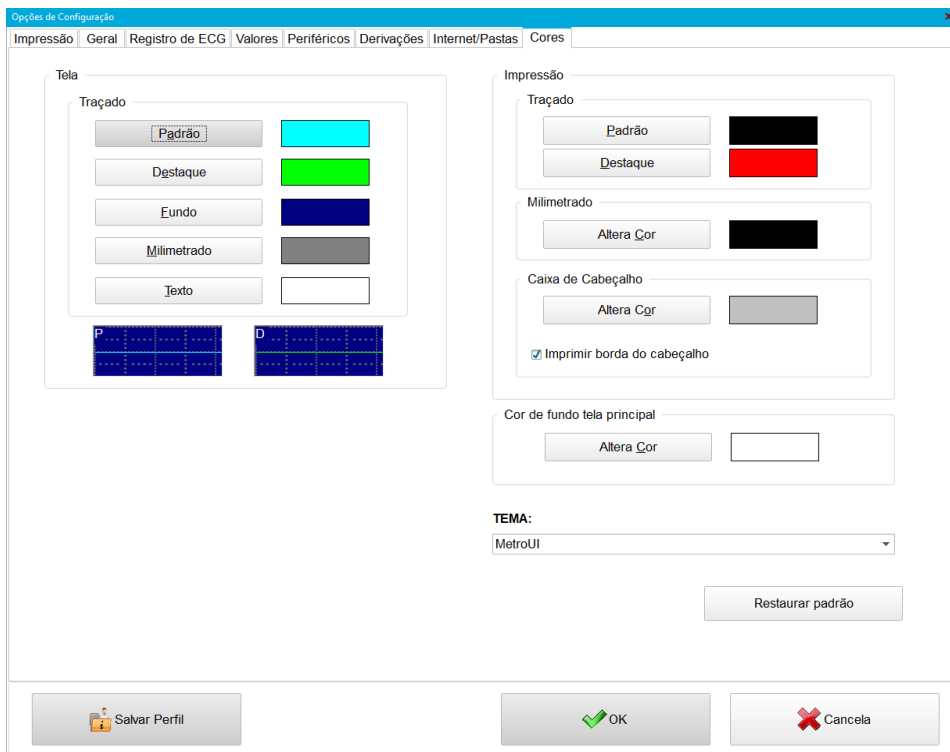 Opções de Configuração
Impressão Geral Registro de ECG Valores Periféricos Derivações Internet/Pastas Cores
Tela
Traçado
Padrão
Destaque
Fundo
Milimetrado
Texto
P
D
Impressão
Traçado
Padrão
Destaque
Milimetrado
Altera Cor
Caixa de Cabeçalho
Altera Cor
Imprimir borda do cabeçalho
Cor de fundo tela principal
Altera Cor
TEMA:
MetroUI
Restaurar padrão
Salvar Perfil
OK
Cancela